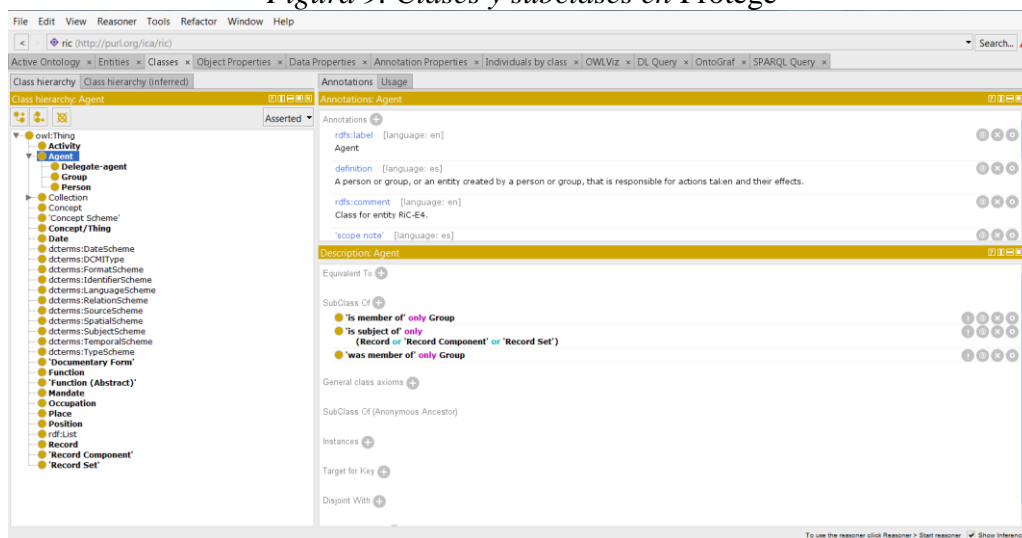 Figura 9. Clases y subclases en Protégé
File Edit View Reasoner Tools Refactor Window Help
< > ric (http://purl.org/ica/ric) Search...
Active Ontology × Entities × Classes × Object Properties × Data Properties × Annotation Properties × Individuals by class × OWLViz × DL Query × OntoGraf × SPARQL Query ×
Class hierarchy Class hierarchy (inferred)
Class hierarchy: Agent
Asserted
owl:Thing
Activity
Agent
Delegate-agent
Group
Person
Collection
Concept
'Concept Scheme'
Concept/Thing
Date
dcterms:DateScheme
dcterms:DCMIType
dcterms:FormatScheme
dcterms:IdentifierScheme
dcterms:LanguageScheme
dcterms:RelationScheme
dcterms:SourceScheme
dcterms:SpatialScheme
dcterms:SubjectScheme
dcterms:TemporalScheme
dcterms:TypeScheme
'Documentary Form'
Function
'Function (Abstract)'
Mandate
Occupation
Place
Position
rdf:List
Record
'Record Component'
'Record Set'
Annotations Usage
Annotations: Agent
Annotations
rdfs:label [language: en]
Agent
definition [language: es]
A person or group, or an entity created by a person or group, that is responsible for actions taken and their effects.
rdfs:comment [language: en]
Class for entity RiC-E4.
'scope note' [language: es]
Description: Agent
Equivalent To
SubClass Of
'is member of' only Group
'is subject of' only
(Record or 'Record Component' or 'Record Set')
'was member of' only Group
General class axioms
SubClass Of (Anonymous Ancestor)
Instances
Target for Key
Disjoint With
To use the reasoner click Reasoner > Start reasoner Show Inferenc